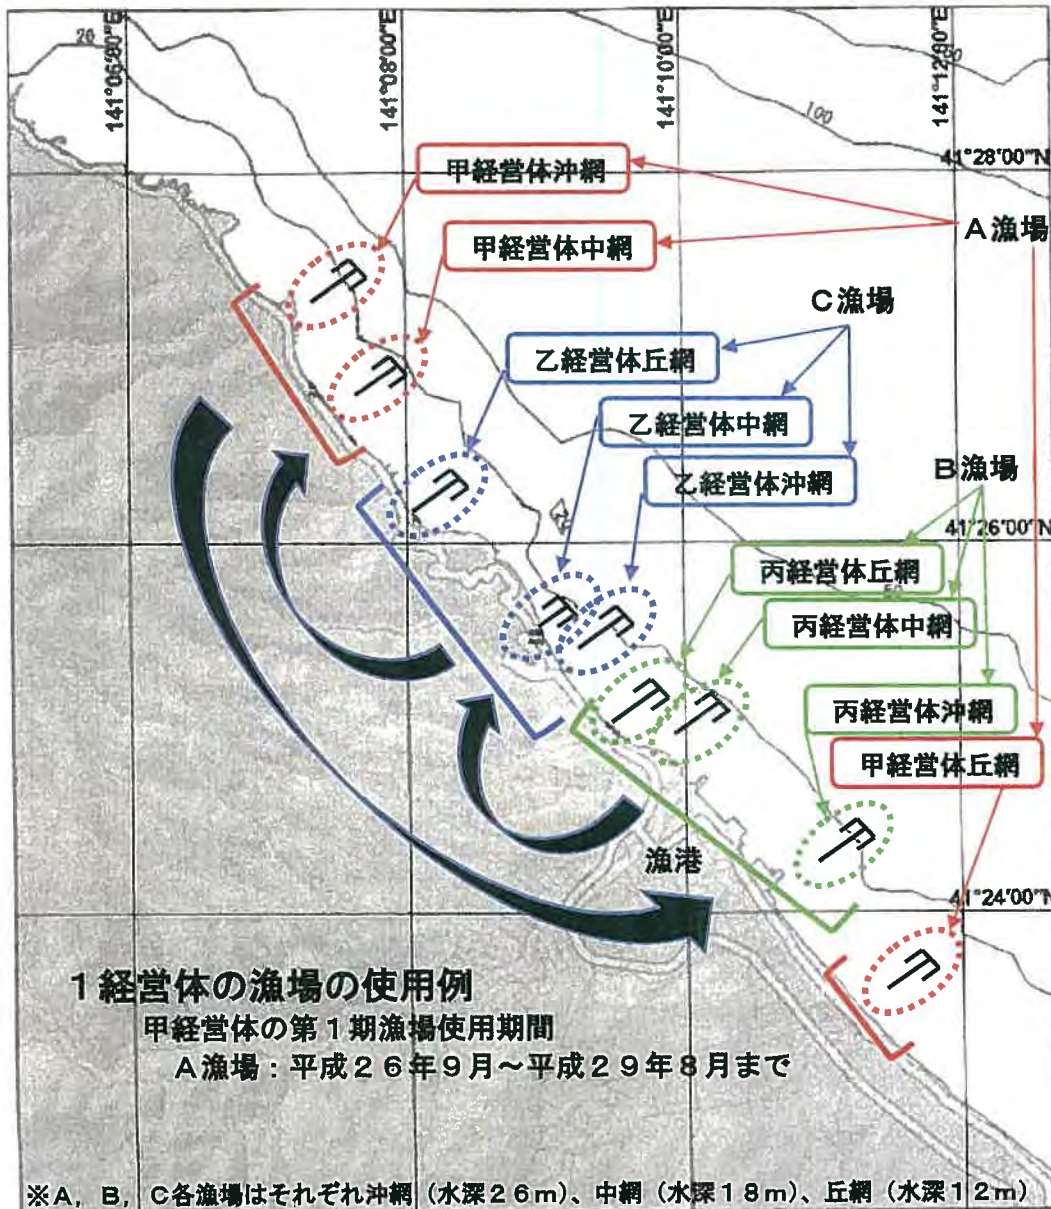 141°06'00"E
141°08'00"E
141°10'00"E
141°12'00"E
20
100
41°28'00"N
甲経営体沖網
A漁場
甲経営体中網
C漁場
乙経営体丘網
乙経営体中網
B漁場
乙経営体沖網
41°26'00"N
丙経営体丘網
丙経営体中網
丙経営体沖網
甲経営体丘網
漁港
41°24'00"N
1経営体の漁場の使用例
甲経営体の第1期漁場使用期間
A漁場：平成26年9月～平成29年8月まで
※A, B, C各漁場はそれぞれ沖網（水深26m）、中網（水深18m）、丘網（水深12m）